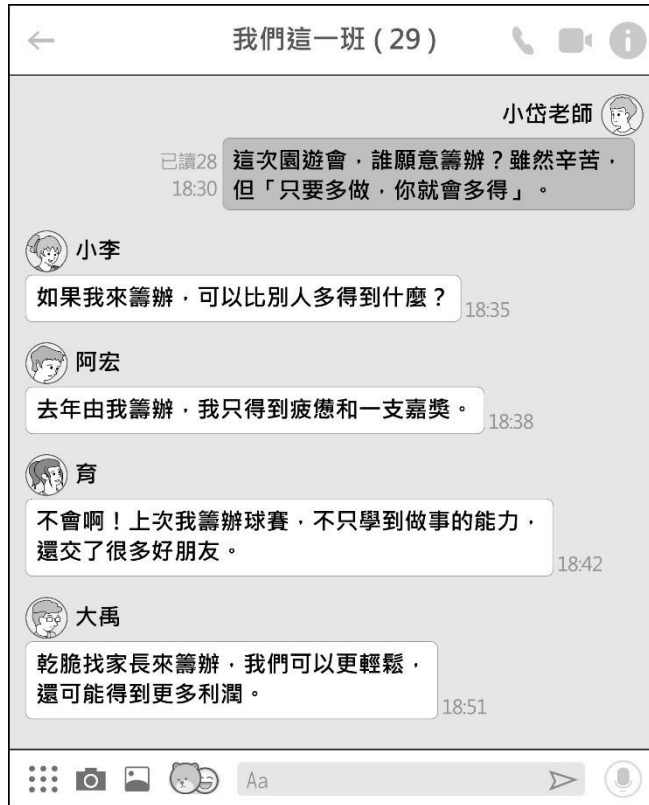 我們這一班（29）
小岱老師
已讀28
18:30
這次園遊會，誰願意籌辦？雖然辛苦，
但「只要多做，你就會多得」。
小李
如果我來籌辦，可以比別人多得到什麼？
18:35
阿宏
去年由我籌辦，我只得到疲憊和一支嘉獎。
18:38
育
不會啊！上次我籌辦球賽，不只學到做事的能力，
還交了很多好朋友。
18:42
大禹
乾脆找家長來籌辦，我們可以更輕鬆，
還可能得到更多利潤。
18:51
Aa